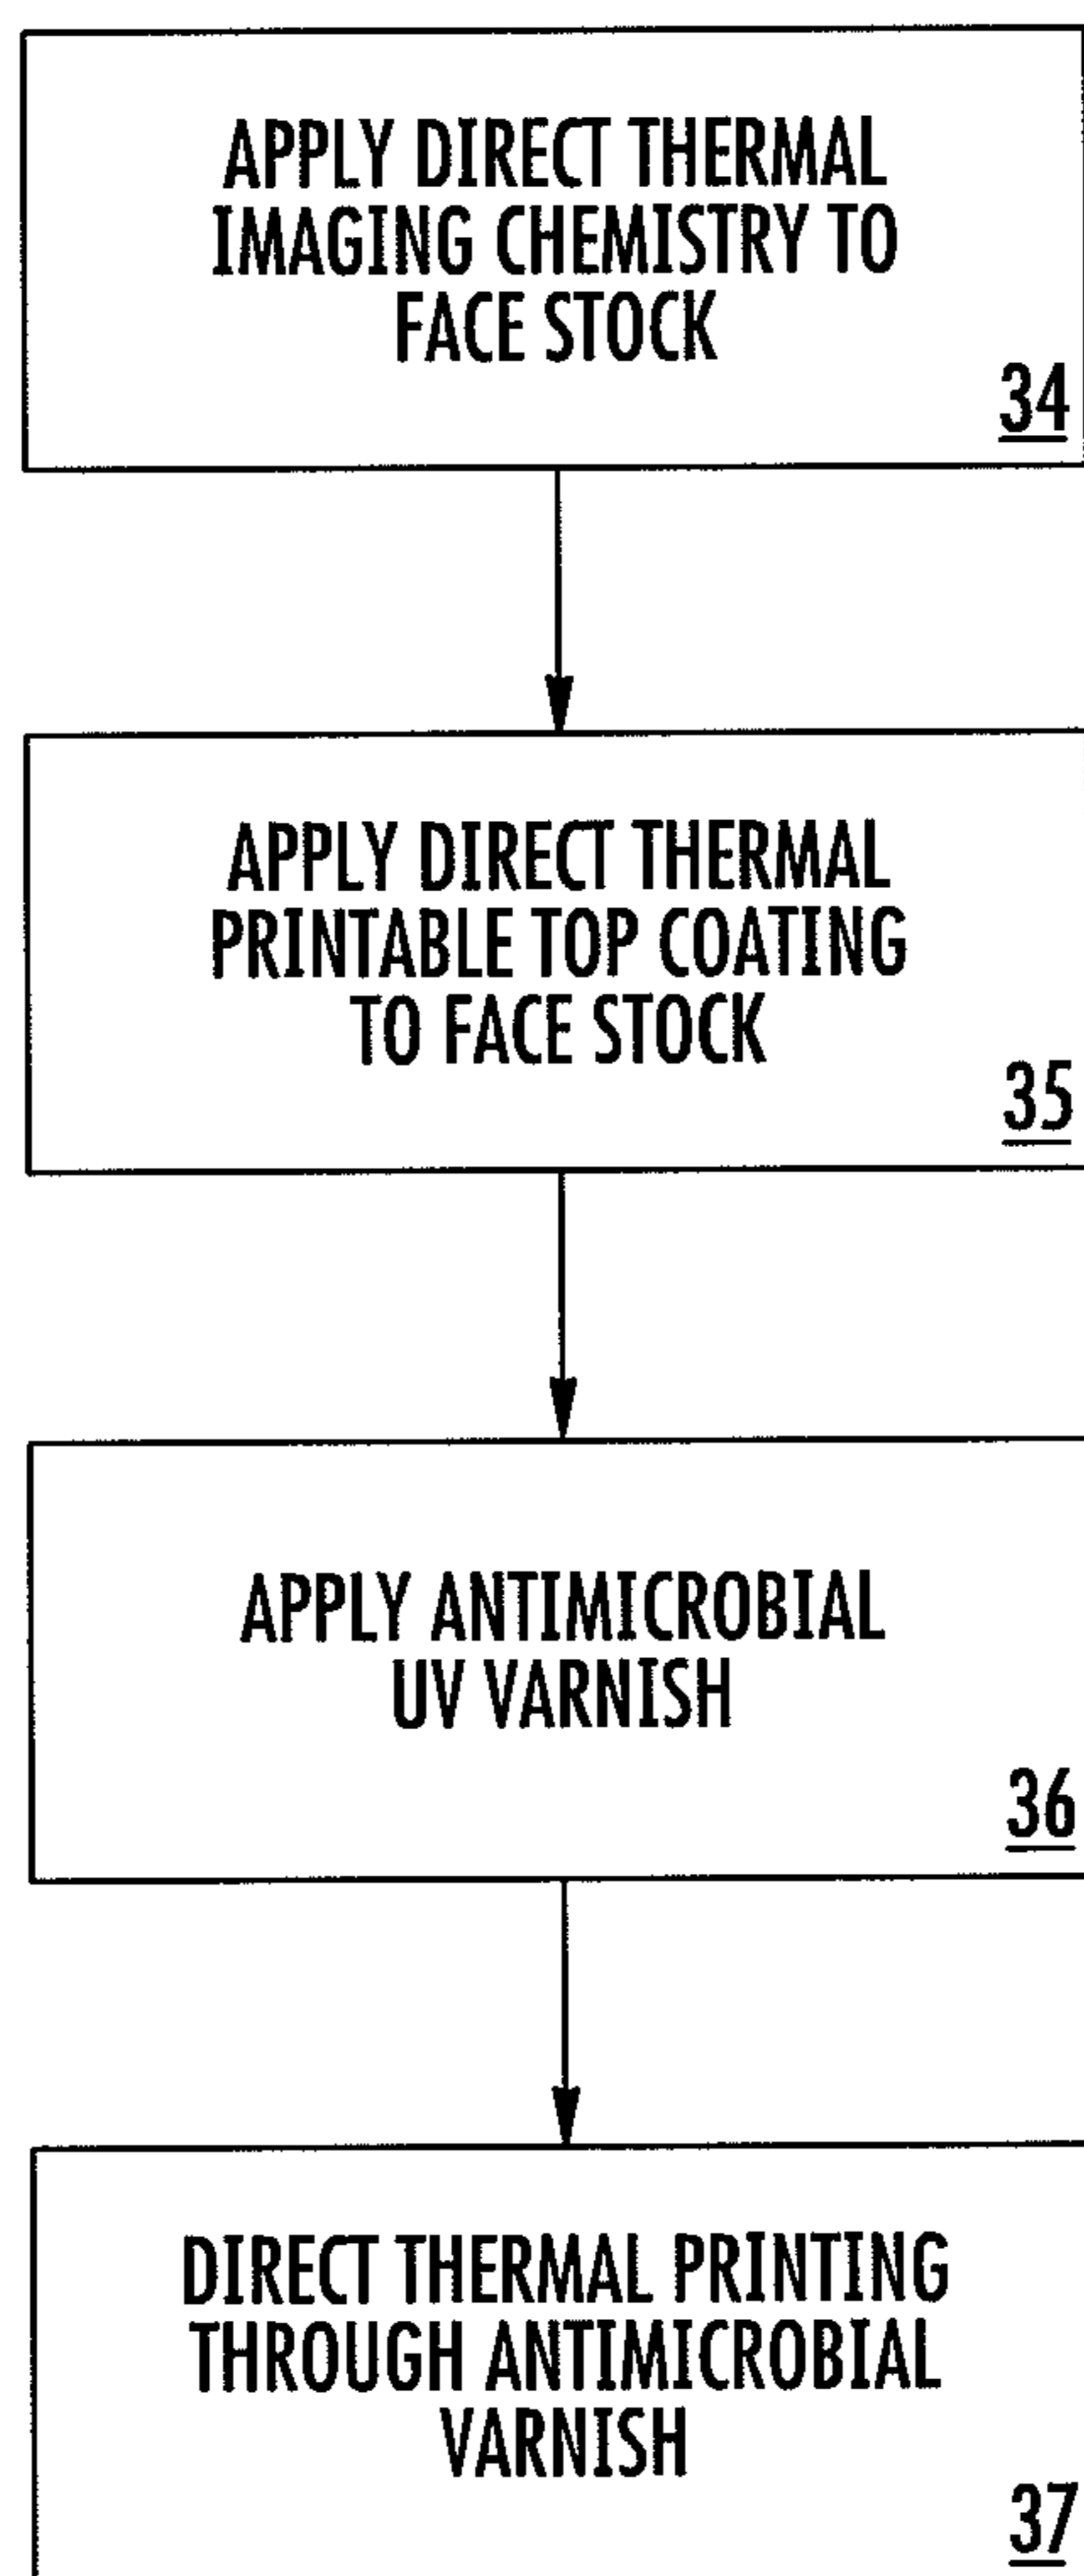 APPLY DIRECT THERMAL
IMAGING CHEMISTRY TO
FACE STOCK
34
APPLY DIRECT THERMAL
PRINTABLE TOP COATING
TO FACE STOCK
35
APPLY ANTIMICROBIAL
UV VARNISH
36
DIRECT THERMAL PRINTING
THROUGH ANTIMICROBIAL
VARNISH
37